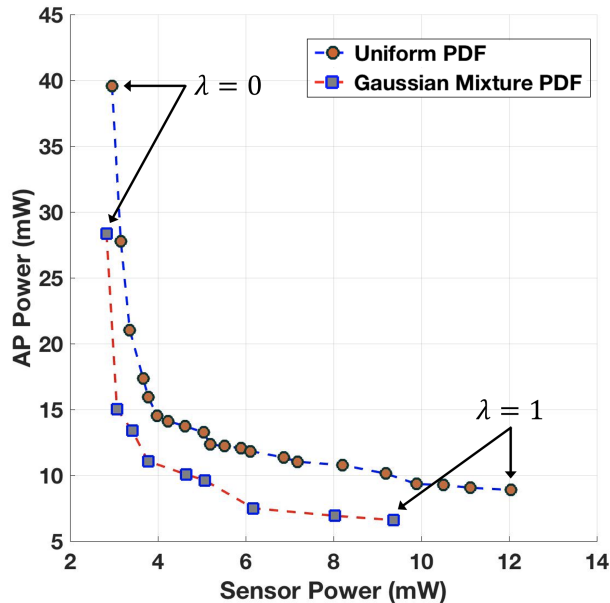 45
40
35
30
25
20
15
10
5
AP Power (mW)
Uniform PDF
Gaussian Mixture PDF
λ = 0
λ = 1
2 4 6 8 10 12 14
Sensor Power (mW)